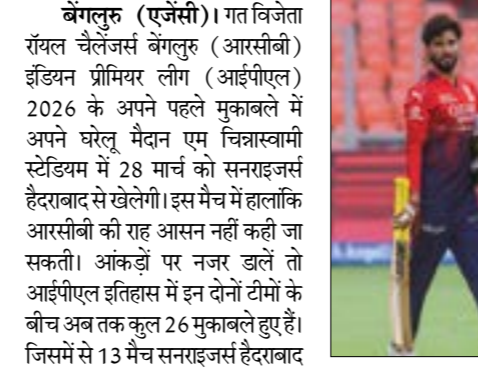 बेंगलुरु (एजेंसी)। गत विजेता
रॉयल चैलेंजर्स बेंगलुरु (आरसीबी)
इंडियन प्रीमियर लीग (आईपीएल)
2026 के अपने पहले मुकाबले में
अपने घरेलू मैदान एम चिन्नास्वामी
स्टेडियम में 28 मार्च को सनराइजर्स
हैदराबाद से खेलेगी। इस मैच में हालांकि
आरसीबी की राह आसन नहीं कही जा
सकती। आंकड़ों पर नजर डालें तो
आईपीएल इतिहास में इन दोनों टीमों के
बीच अब तक कुल 26 मुकाबले हुए हैं।
जिसमें से 13 मैच सनराइजर्स हैदराबाद